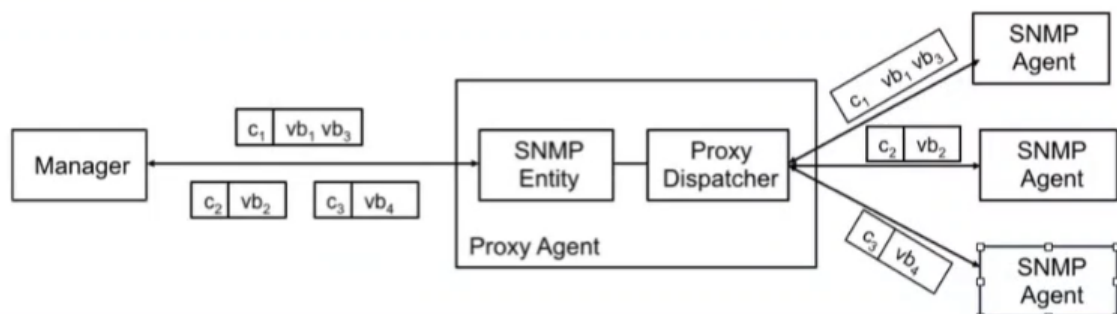 Manager
c₁ vb₁ vb₃
c₂ vb₂
c₃ vb₄
SNMP
Entity
Proxy
Dispatcher
Proxy Agent
c₁ vb₁ vb₃
c₂ vb₂
c₃ vb₄
SNMP
Agent
SNMP
Agent
SNMP
Agent